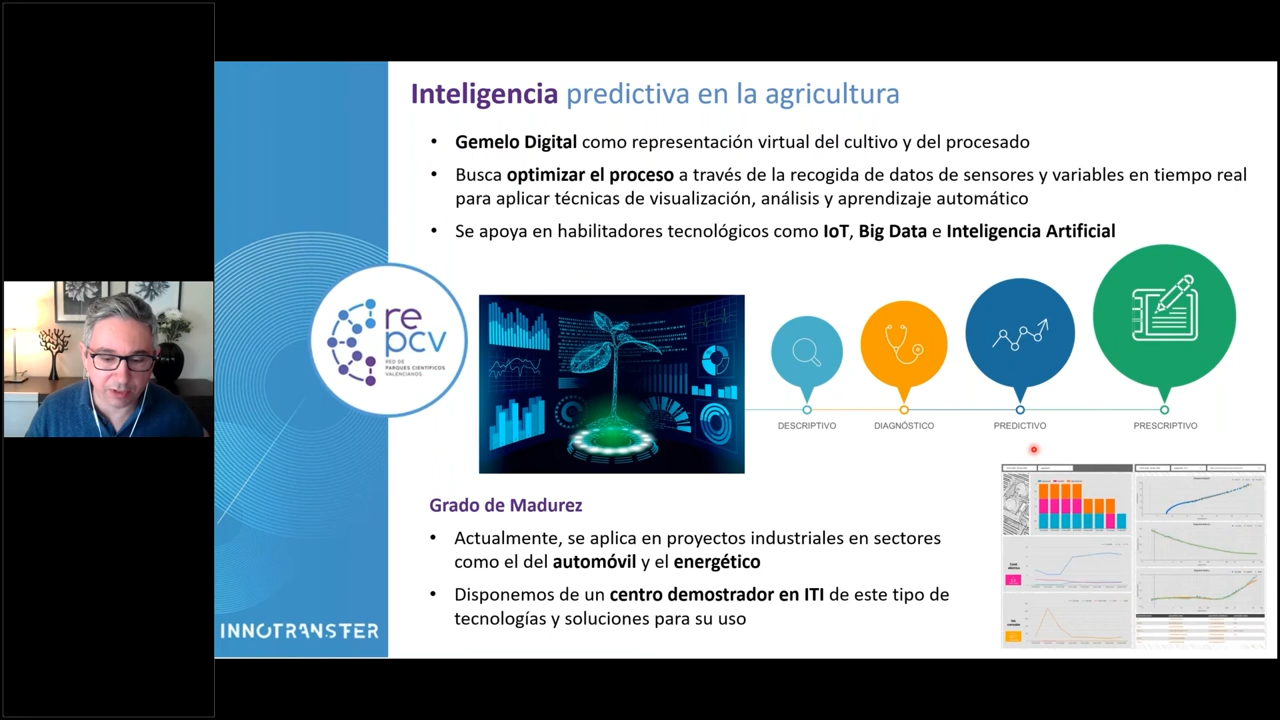 Inteligencia predictiva en la agricultura
• Gemelo Digital como representación virtual del cultivo y del procesado
• Busca optimizar el proceso a través de la recogida de datos de sensores y variables en tiempo real
para aplicar técnicas de visualización, análisis y aprendizaje automático
• Se apoya en habilitadores tecnológicos como IoT, Big Data e Inteligencia Artificial
re
pcv
RED DE
PARQUES CIENTÍFICOS
VALENCIANOS
DESCRIPTIVO
DIAGNÓSTICO
PREDICTIVO
PRESCRIPTIVO
Grado de Madurez
• Actualmente, se aplica en proyectos industriales en sectores
como el del automóvil y el energético
• Disponemos de un centro demostrador en ITI de este tipo de
tecnologías y soluciones para su uso
INNOTRANSFER